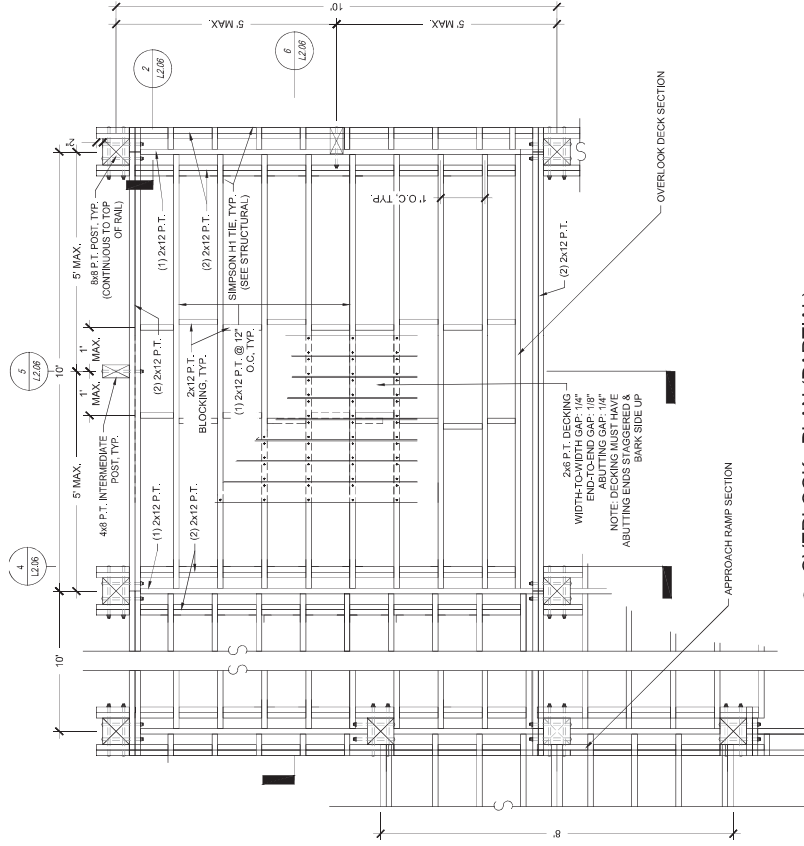 10'
5' MAX.
5' MAX.
2
L2.06
6
L2.06
2"
8x8 P.T. POST, TYP.
(CONTINUOUS TO TOP
OF RAIL)
5' MAX,
10'
5
L2.06
1'
MAX,
1'
MAX,
5' MAX,
4x8 P.T. INTERMEDIATE
POST, TYP.
4
L2.06
10'
(1) 2x12 P.T.
(2) 2x12 P.T.
SIMPSON H1 TIE, TYP.
(SEE STRUCTURAL)
1' O.C, TYP.
(2) 2x12 P.T.
2x12 P.T.
BLOCKING, TYP.
(1) 2x12 P.T. @ 12"
O.C, TYP.
(1) 2x12 P.T.
(2) 2x12 P.T.
(2) 2x12 P.T.
OVERLOOK DECK SECTION
2x6 P.T. DECKING
WIDTH-TO-WIDTH GAP: 1/4"
END-TO-END GAP: 1/8"
ABUTTING GAP: 1/4"
NOTE: DECKING MUST HAVE
ABUTTING ENDS STAGGERED &
BARK SIDE UP
APPROACH RAMP SECTION
8'